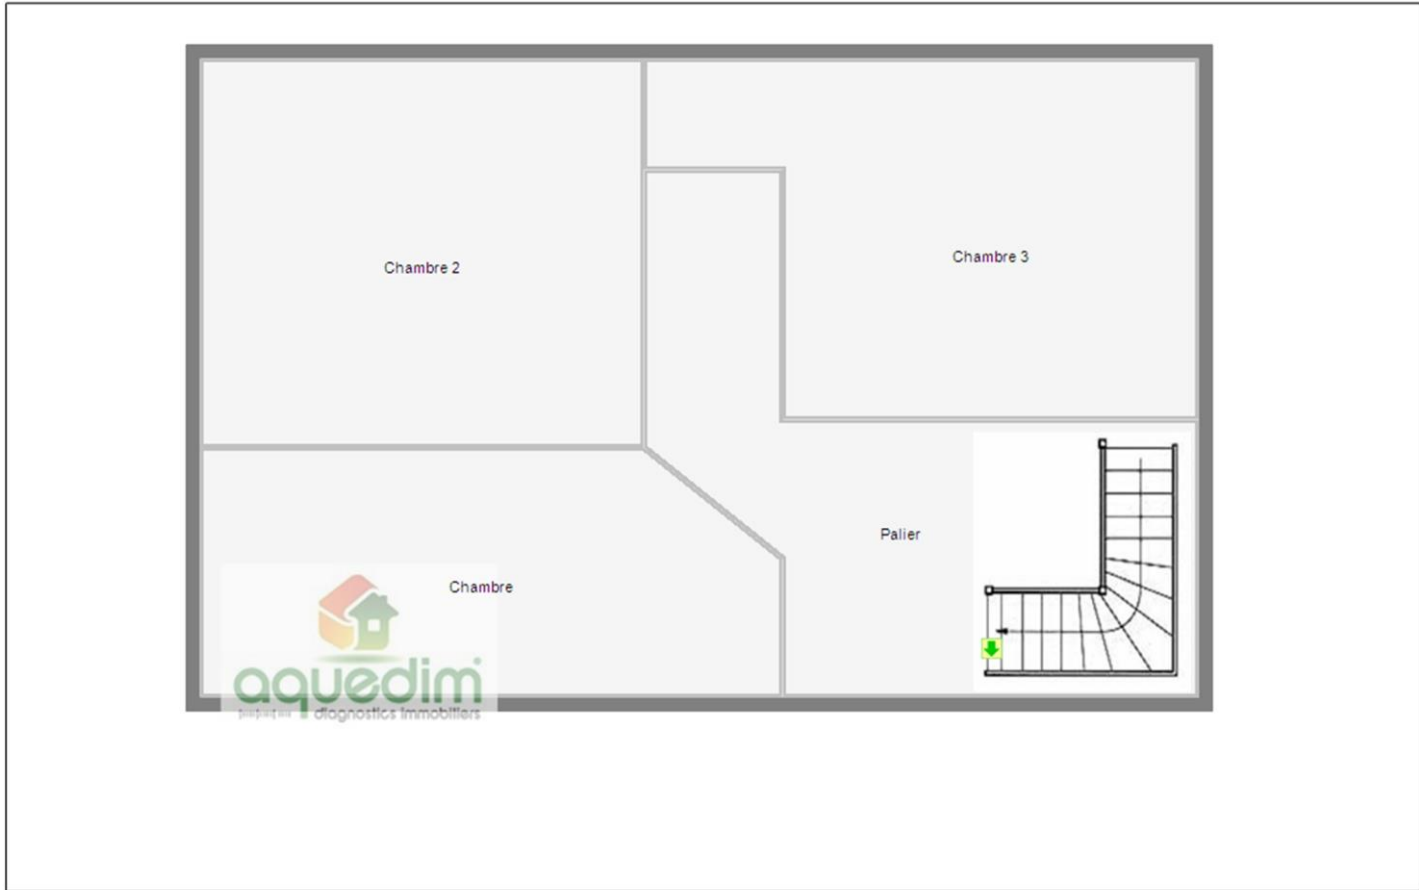 Chambre 2
Chambre 3
Palier
Chambre
aquedim
diagnostics immobiliers